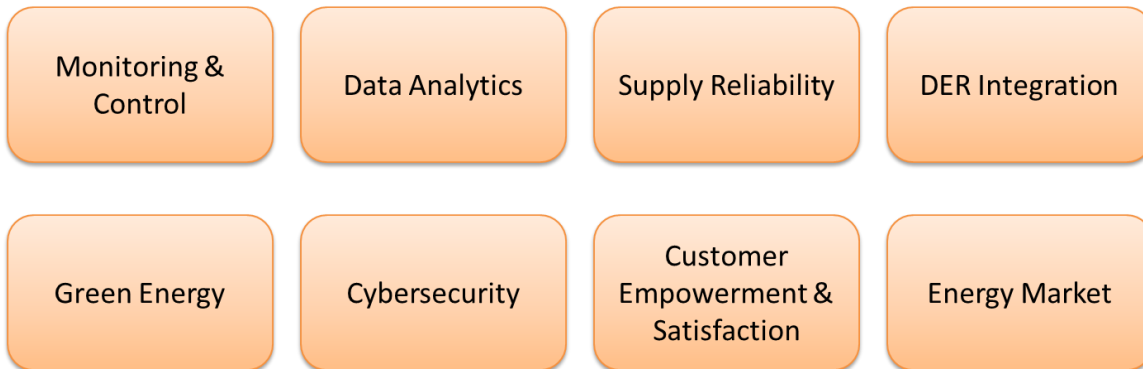 Monitoring &
Control
Data Analytics
Supply Reliability
DER Integration
Green Energy
Cybersecurity
Customer
Empowerment &
Satisfaction
Energy Market